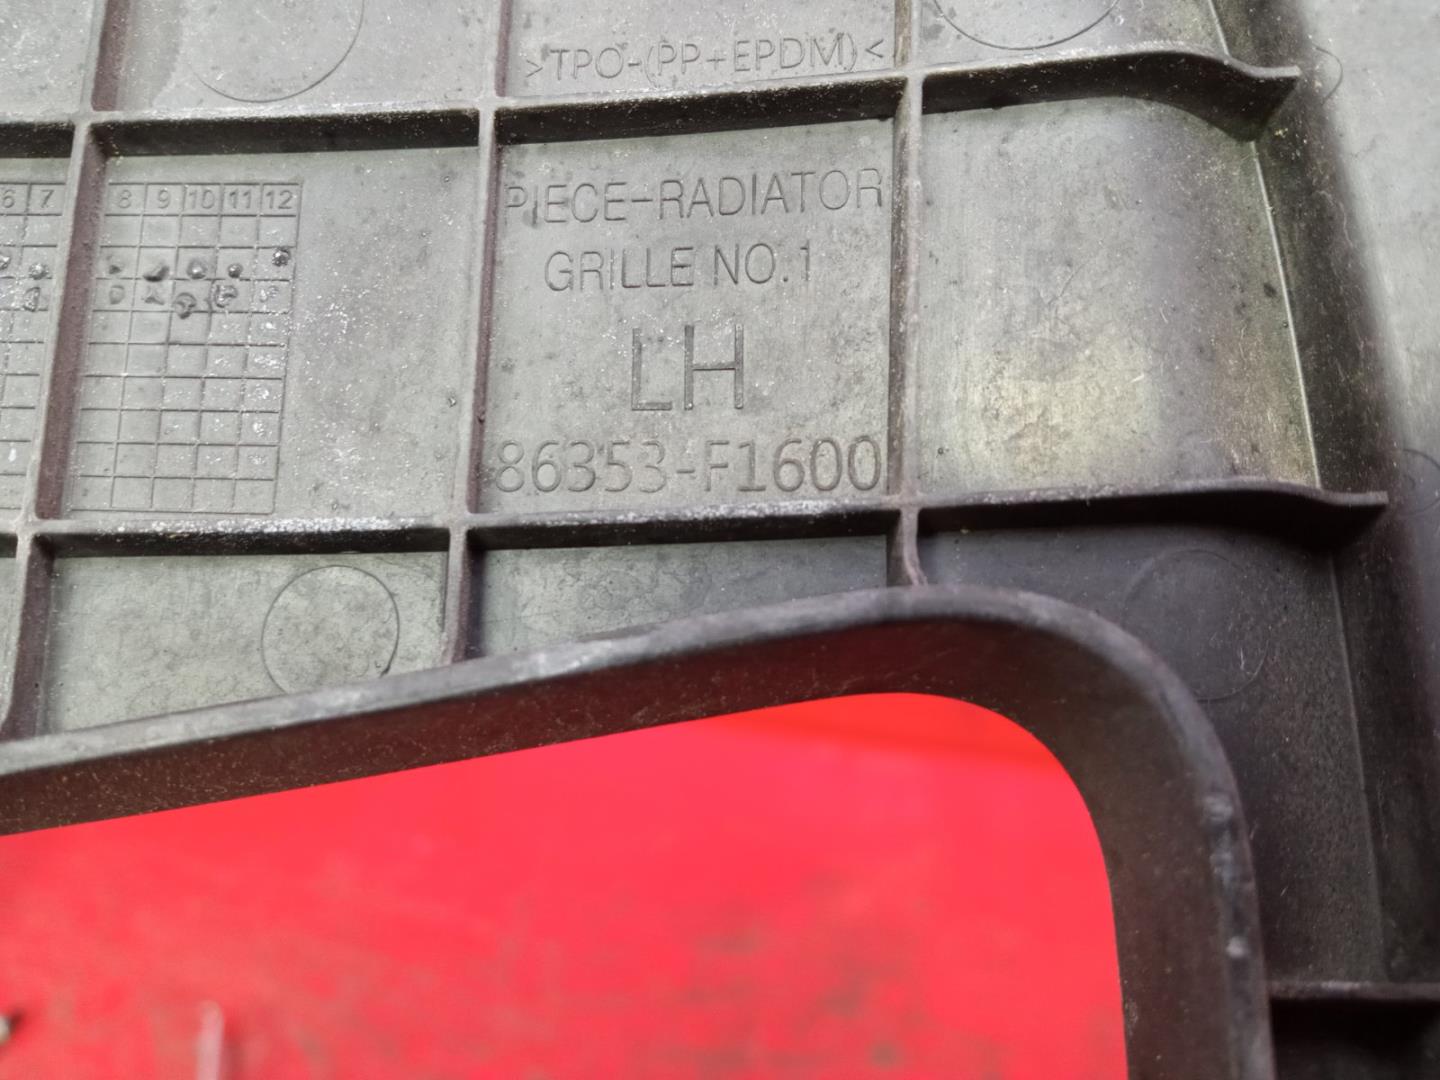 >TPO-(PP+EPDM)<
6 7 8 9 10 11 12
PIECE-RADIATOR
GRILLE NO.1
LH
86353-F1600